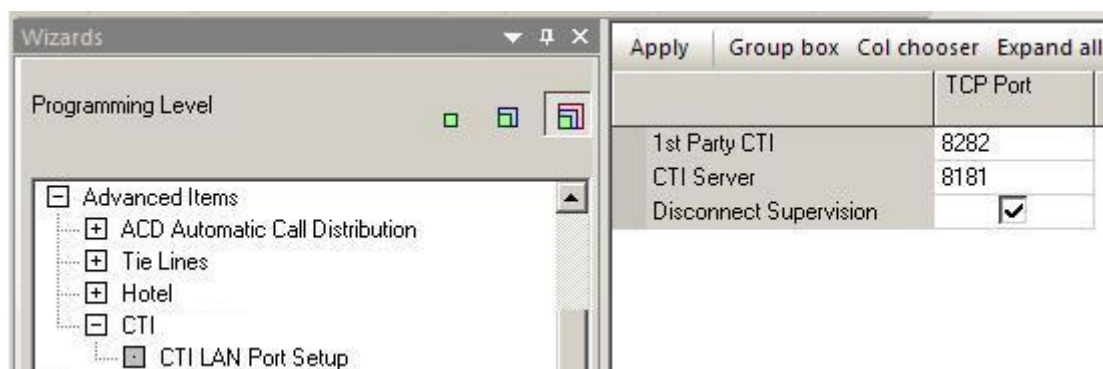 Wizards
Programming Level
Advanced Items
ACD Automatic Call Distribution
Tie Lines
Hotel
CTI
CTI LAN Port Setup
Apply Group box Col chooser Expand all
TCP Port
1st Party CTI 8282
CTI Server 8181
Disconnect Supervision